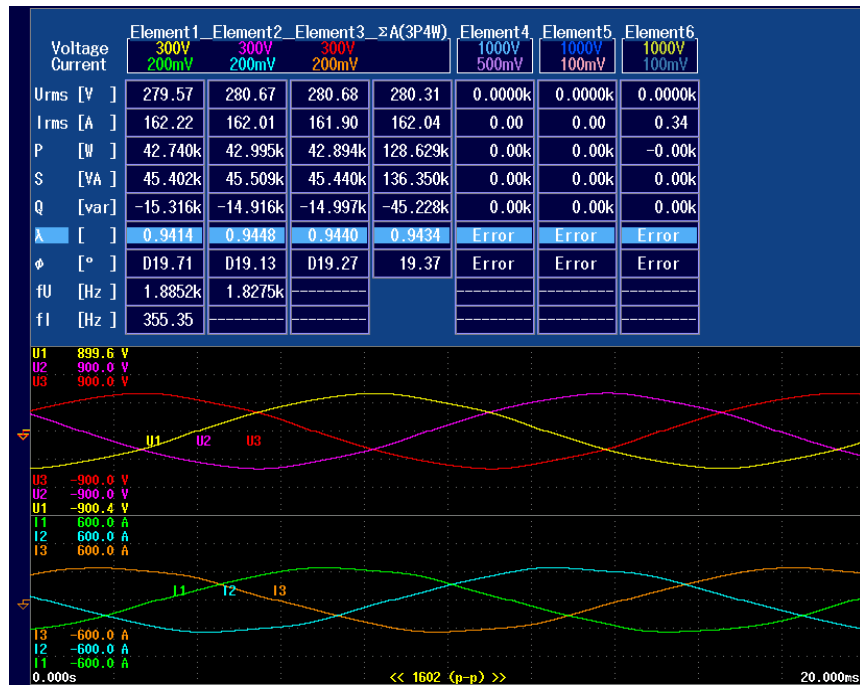 Element1 Element2 Element3 ΣA(3P4W) Element4 Element5 Element6
Voltage 300V 300V 300V 1000V 1000V 1000V
Current 200mV 200mV 200mV 500mV 100mV 100mV
Urms [V ] 279.57 280.67 280.68 280.31 0.0000k 0.0000k 0.0000k
Irms [A ] 162.22 162.01 161.90 162.04 0.00 0.00 0.34
P [W ] 42.740k 42.995k 42.894k 128.629k 0.00k 0.00k -0.00k
S [VA ] 45.402k 45.509k 45.440k 136.350k 0.00k 0.00k 0.00k
Q [var] -15.316k -14.916k -14.997k -45.228k 0.00k 0.00k 0.00k
λ [ ] 0.9414 0.9448 0.9440 0.9434 Error Error Error
φ [° ] D19.71 D19.13 D19.27 19.37 Error Error Error
fU [Hz ] 1.8852k 1.8275k -------- -------- -------- --------
fI [Hz ] 355.35 -------- -------- -------- -------- --------
U1 899.6 V
U2 900.0 V
U3 900.0 V
U1 U2 U3
U3 -900.0 V
U2 -900.0 V
U1 -900.4 V
I1 600.0 A
I2 600.0 A
I3 600.0 A
I1 I2 I3
I3 -600.0 A
I2 -600.0 A
I1 -600.0 A
0.000s << 1602 (p-p) >> 20.000ms